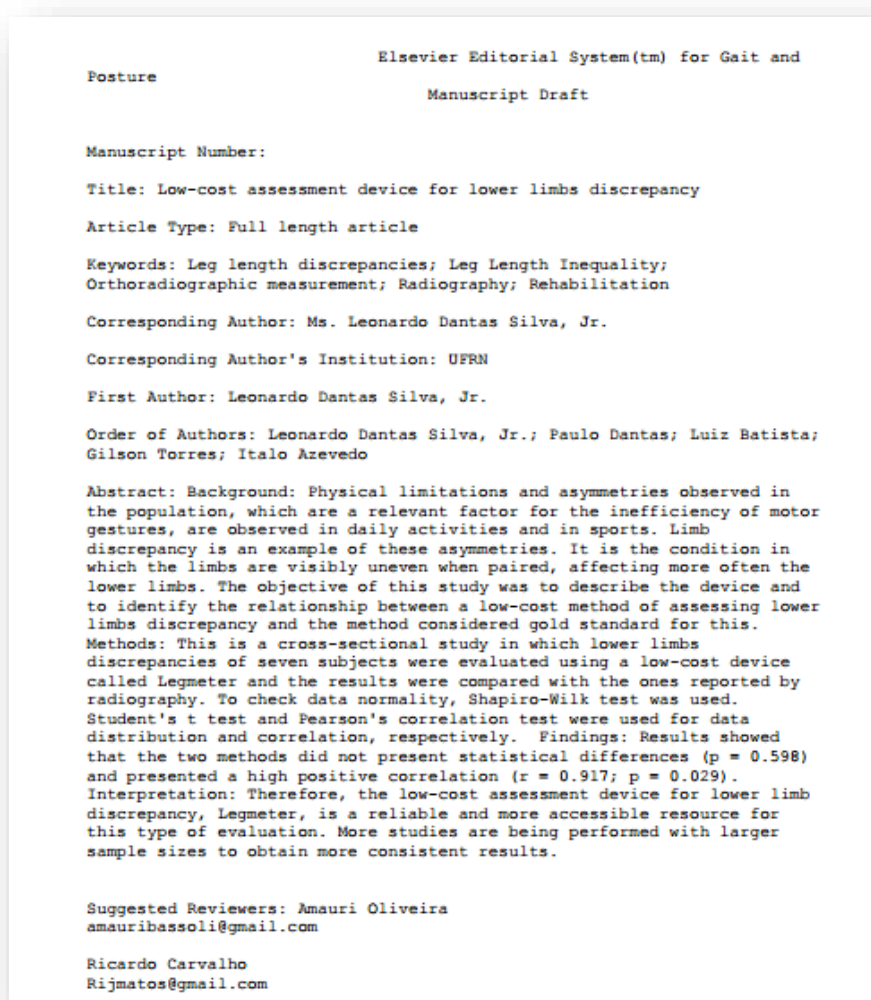 Elsevier Editorial System(tm) for Gait and
Posture
Manuscript Draft
Manuscript Number:
Title: Low-cost assessment device for lower limbs discrepancy
Article Type: Full length article
Keywords: Leg length discrepancies; Leg Length Inequality;
Orthoradiographic measurement; Radiography; Rehabilitation
Corresponding Author: Ms. Leonardo Dantas Silva, Jr.
Corresponding Author's Institution: UFRN
First Author: Leonardo Dantas Silva, Jr.
Order of Authors: Leonardo Dantas Silva, Jr.; Paulo Dantas; Luiz Batista;
Gilson Torres; Italo Azevedo
Abstract: Background: Physical limitations and asymmetries observed in
the population, which are a relevant factor for the inefficiency of motor
gestures, are observed in daily activities and in sports. Limb
discrepancy is an example of these asymmetries. It is the condition in
which the limbs are visibly uneven when paired, affecting more often the
lower limbs. The objective of this study was to describe the device and
to identify the relationship between a low-cost method of assessing lower
limbs discrepancy and the method considered gold standard for this.
Methods: This is a cross-sectional study in which lower limbs
discrepancies of seven subjects were evaluated using a low-cost device
called Legmeter and the results were compared with the ones reported by
radiography. To check data normality, Shapiro-Wilk test was used.
Student's t test and Pearson's correlation test were used for data
distribution and correlation, respectively.  Findings: Results showed
that the two methods did not present statistical differences (p = 0.598)
and presented a high positive correlation (r = 0.917; p = 0.029).
Interpretation: Therefore, the low-cost assessment device for lower limb
discrepancy, Legmeter, is a reliable and more accessible resource for
this type of evaluation. More studies are being performed with larger
sample sizes to obtain more consistent results.
Suggested Reviewers: Amauri Oliveira
amauribassoli@gmail.com
Ricardo Carvalho
Rijmatos@gmail.com